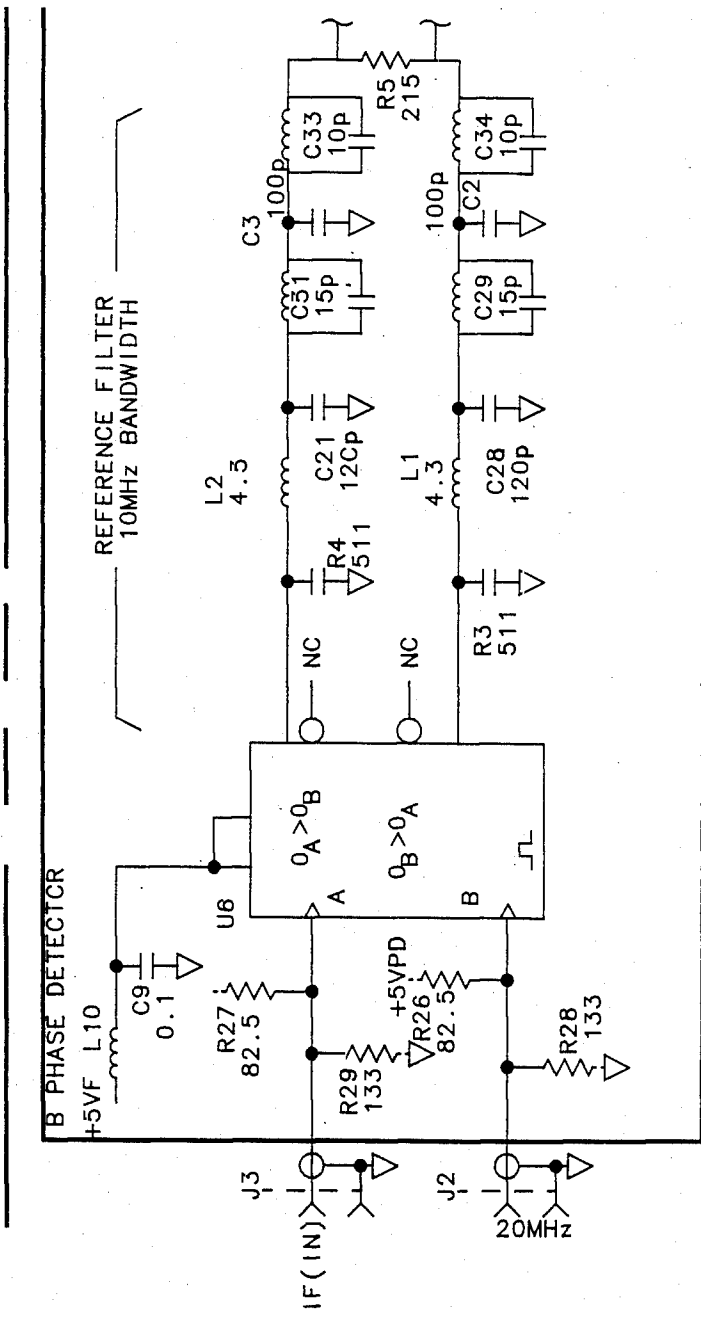 B PHASE DETECTOR
REFERENCE FILTER
10MHz BANDWIDTH
+5VF L10
C9
0.1
U6
0A>0B
0B>0A
A
B
NC
NC
R27
82.5
+5VPD
R26
82.5
R29
133
R28
133
J3
IF(IN)
J2
20MHz
L2
4.5
R4
511
C21
12Cp
C31
15p
C3
100p
C33
10p
R5
215
L1
4.3
R3
511
C28
120p
C29
15p
C2
100p
C34
10p